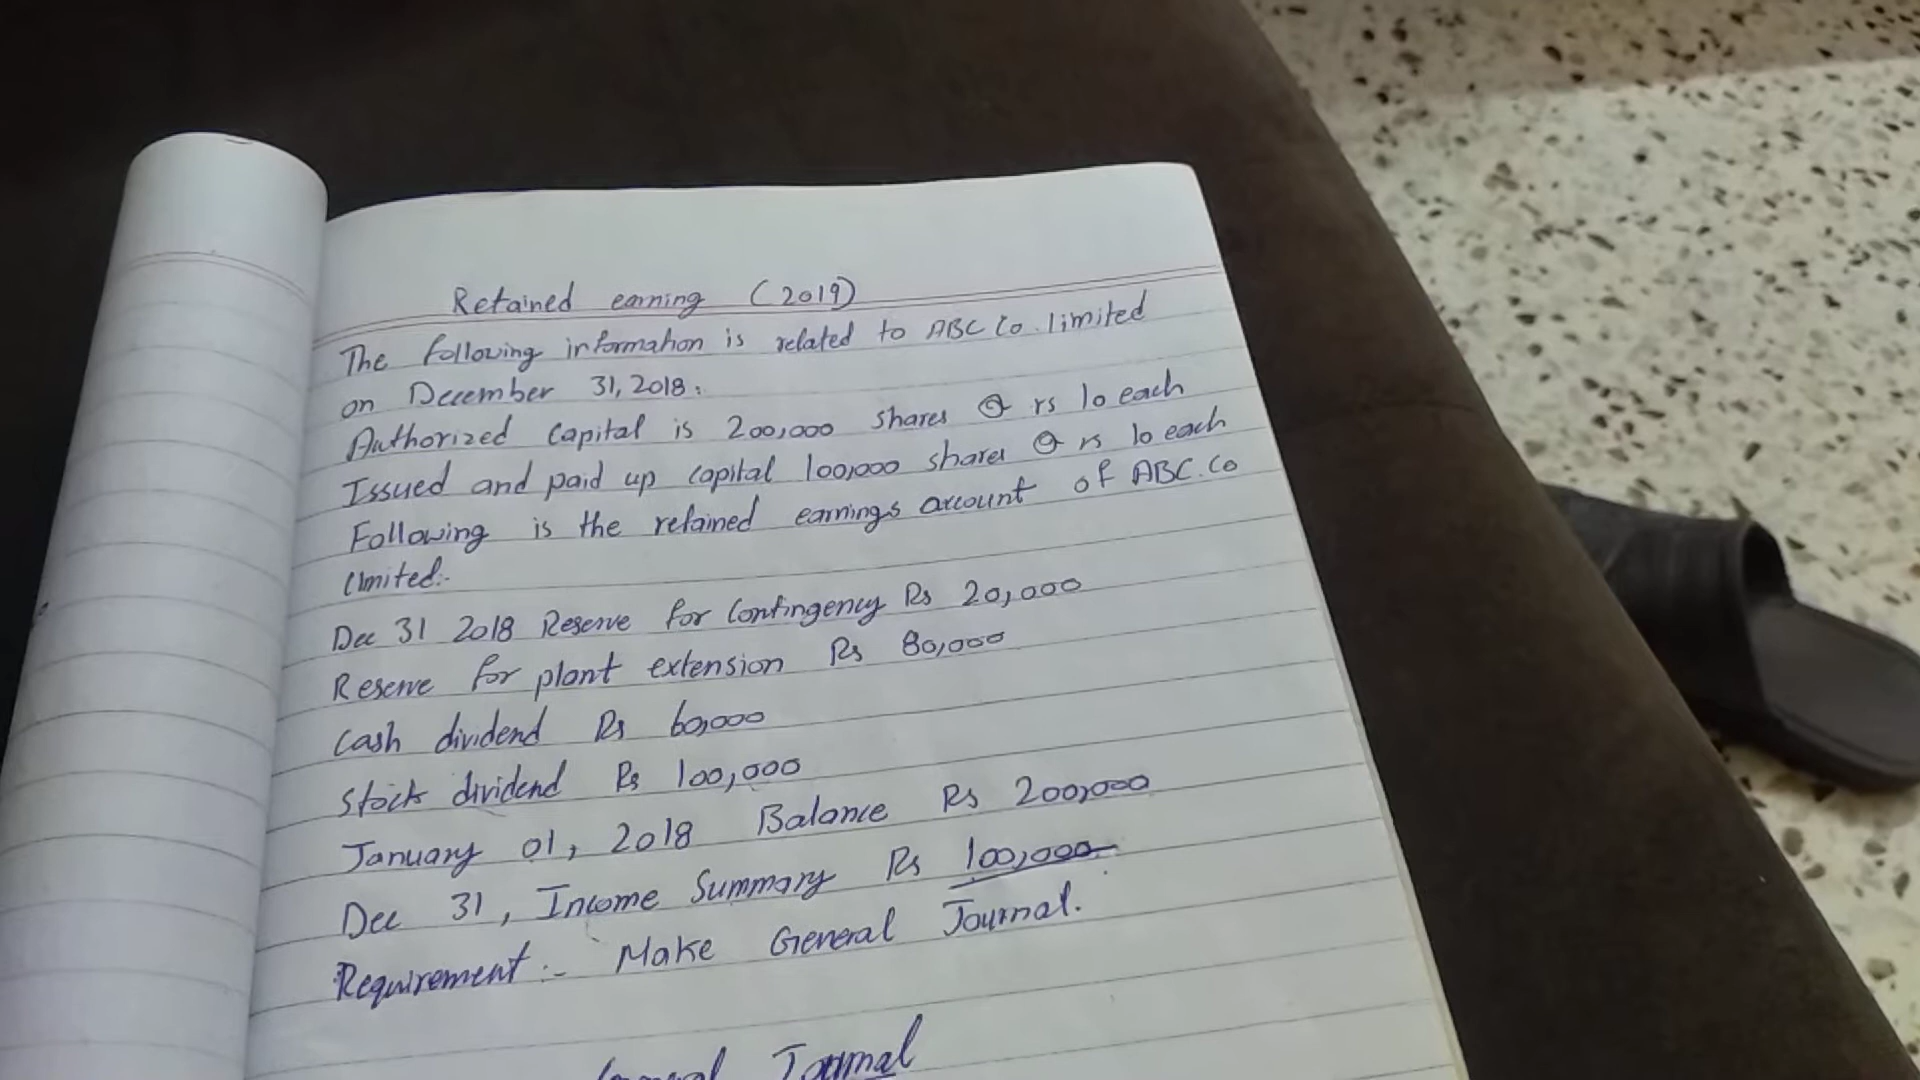 Retained earning (2019)
The following information is related to ABC Co. limited
on December 31, 2018:
Authorized Capital is 200,000 shares @ rs 10 each
Issued and paid up capital 100,000 shares @ rs 10 each
Following is the retained earnings account of ABC.Co
limited:-
Dec 31 2018 Reserve for Contingency Rs 20,000
Reserve for plant extension Rs 80,000
Cash dividend Rs 60,000
Stock dividend Rs 100,000
January 01, 2018 Balance Rs 200,000
Dec 31, Income Summary Rs 100,000
Requirement:- Make General Journal.
General Journal